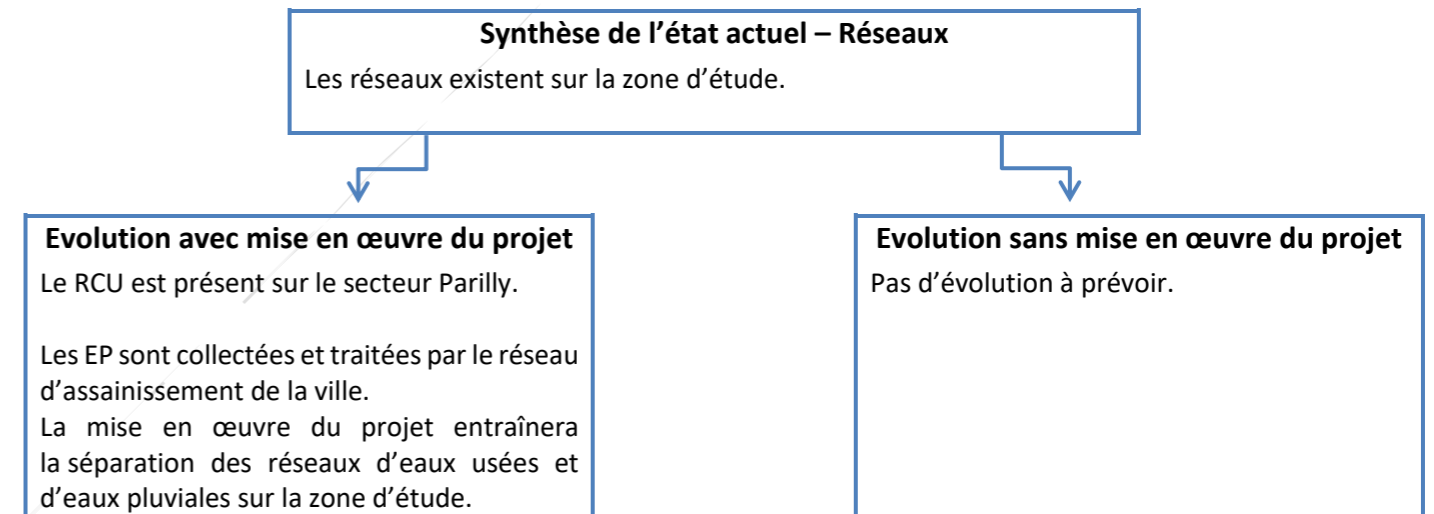 Synthèse de l’état actuel – Réseaux
Les réseaux existent sur la zone d’étude.
Evolution avec mise en œuvre du projet
Le RCU est présent sur le secteur Parilly.
Les EP sont collectées et traitées par le réseau
d’assainissement de la ville.
La mise en œuvre du projet entraînera
la séparation des réseaux d’eaux usées et
d’eaux pluviales sur la zone d’étude.
Evolution sans mise en œuvre du projet
Pas d’évolution à prévoir.